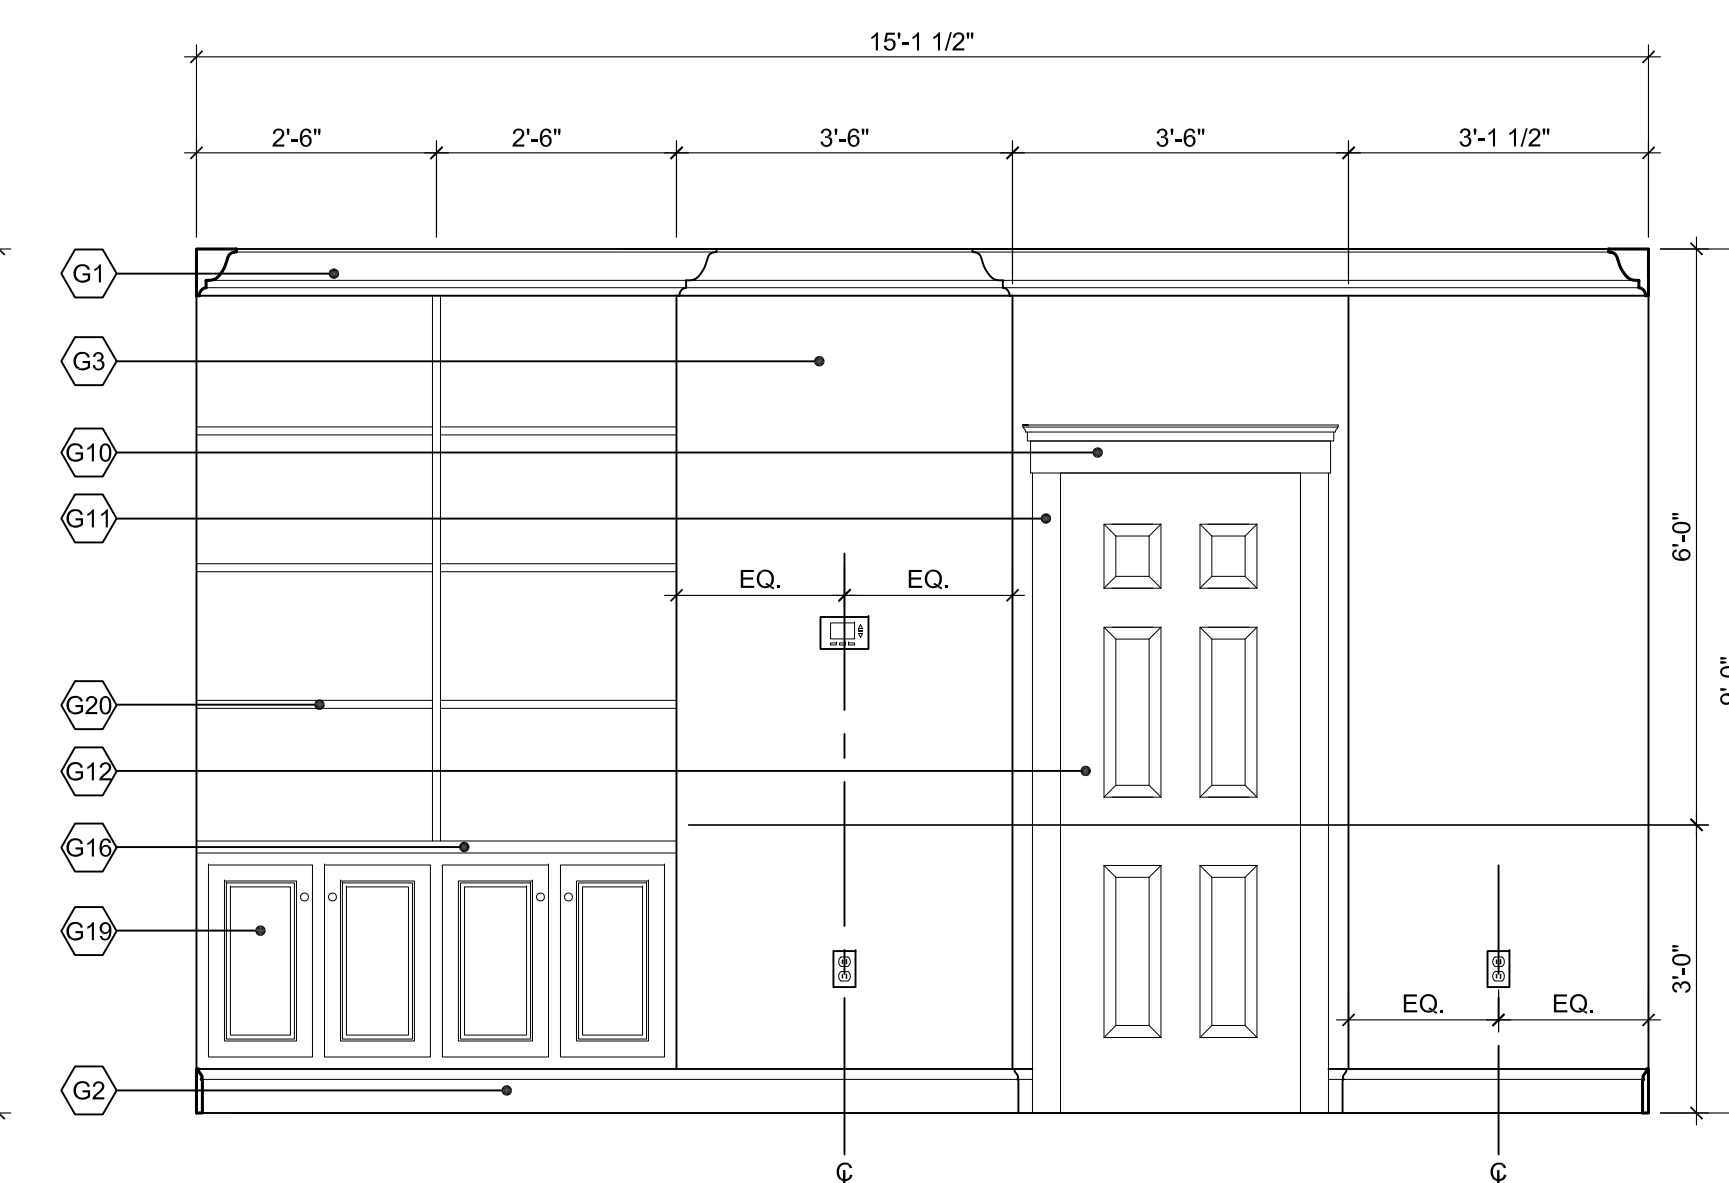 15'-1 1/2"
2'-6" 2'-6" 3'-6" 3'-6" 3'-1 1/2"
G1
G3
G10
G11
6'-0"
EQ. EQ.
G20
G12
G16
G19
3'-0"
EQ. EQ.
G2
℄ ℄